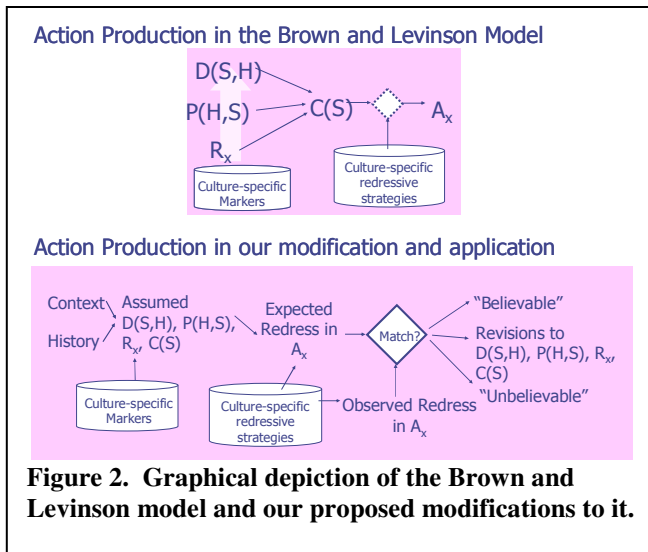 Action Production in the Brown and Levinson Model
D(S,H)
P(H,S)
C(S)
Ax
Rx
Culture-specific
Markers
Culture-specific
redressive
strategies
Action Production in our modification and application
Context
History
Assumed
D(S,H), P(H,S),
Rx, C(S)
Culture-specific
Markers
Expected
Redress in
Ax
Culture-specific
redressive
strategies
Match?
Observed Redress
in Ax
"Believable"
Revisions to
D(S,H), P(H,S), Rx,
C(S)
"Unbelievable"
Figure 2. Graphical depiction of the Brown and
Levinson model and our proposed modifications to it.